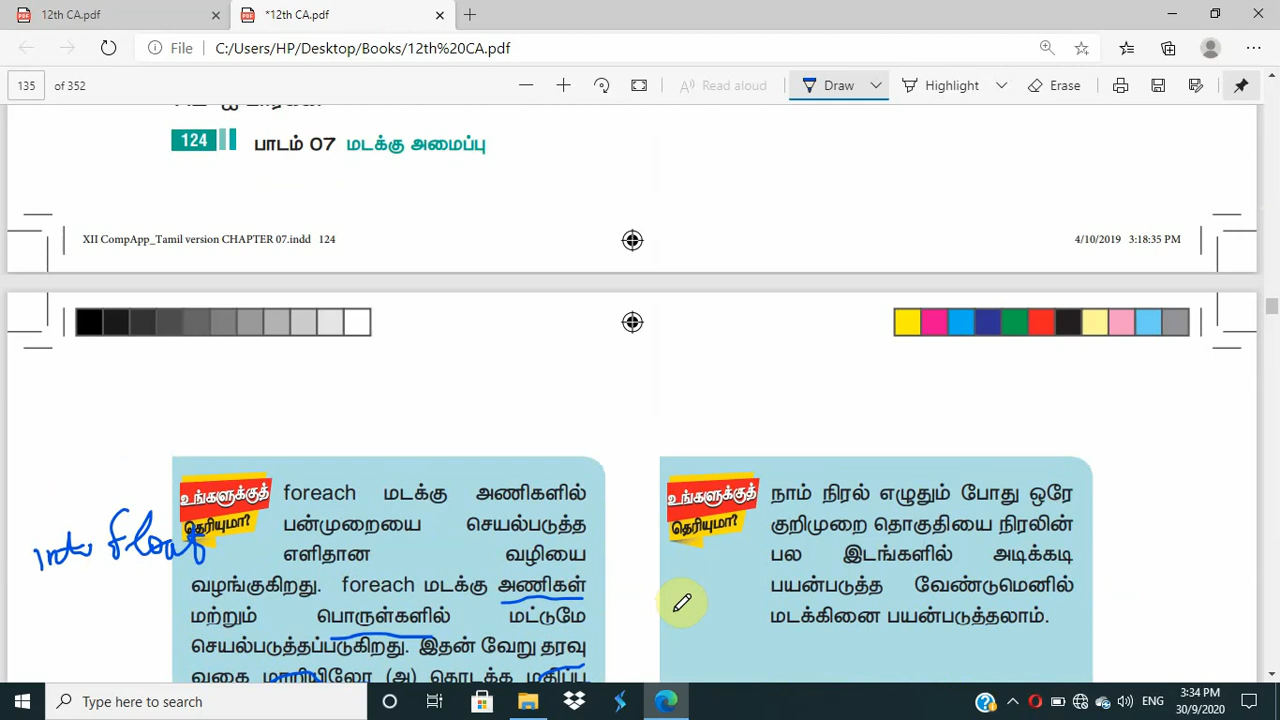 12th CA.pdf
*12th CA.pdf
File
C:/Users/HP/Desktop/Books/12th%20CA.pdf
135 of 352
Read aloud
Draw
Highlight
Erase
124 பாடம் 07 மடக்கு அமைப்பு
XII CompApp_Tamil version CHAPTER 07.indd 124
4/10/2019 3:18:35 PM
உங்களுக்குத்
தெரியுமா?
foreach மடக்கு அணிகளில்
பன்முறையை செயல்படுத்த
எளிதான வழியை
வழங்குகிறது. foreach மடக்கு அணிகள்
மற்றும் பொருள்களில் மட்டுமே
செயல்படுத்தப்படுகிறது. இதன் வேறு தரவு
வகை மாறியிலோ (அ) தொடக்க மதிப்பு
float
உங்களுக்குத்
தெரியுமா?
நாம் நிரல் எழுதும் போது ஒரே
குறிமுறை தொகுதியை நிரலின்
பல இடங்களில் அடிக்கடி
பயன்படுத்த வேண்டுமெனில்
மடக்கினை பயன்படுத்தலாம்.
Type here to search
ENG
3:34 PM
30/9/2020